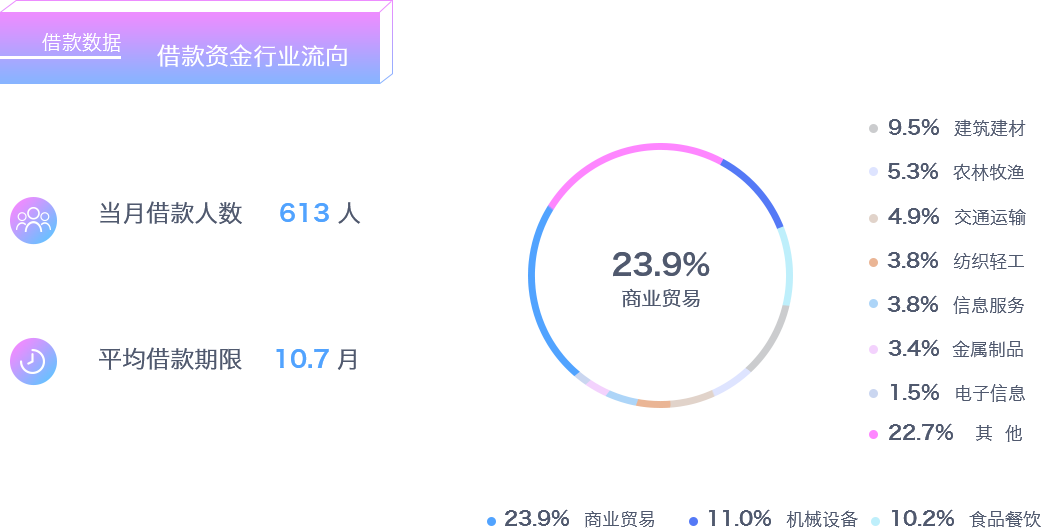 借款数据
借款资金行业流向
当月借款人数 613 人
平均借款期限 10.7 月
23.9%
商业贸易
9.5% 建筑建材
5.3% 农林牧渔
4.9% 交通运输
3.8% 纺织轻工
3.8% 信息服务
3.4% 金属制品
1.5% 电子信息
22.7% 其 他
23.9% 商业贸易 11.0% 机械设备 10.2% 食品餐饮